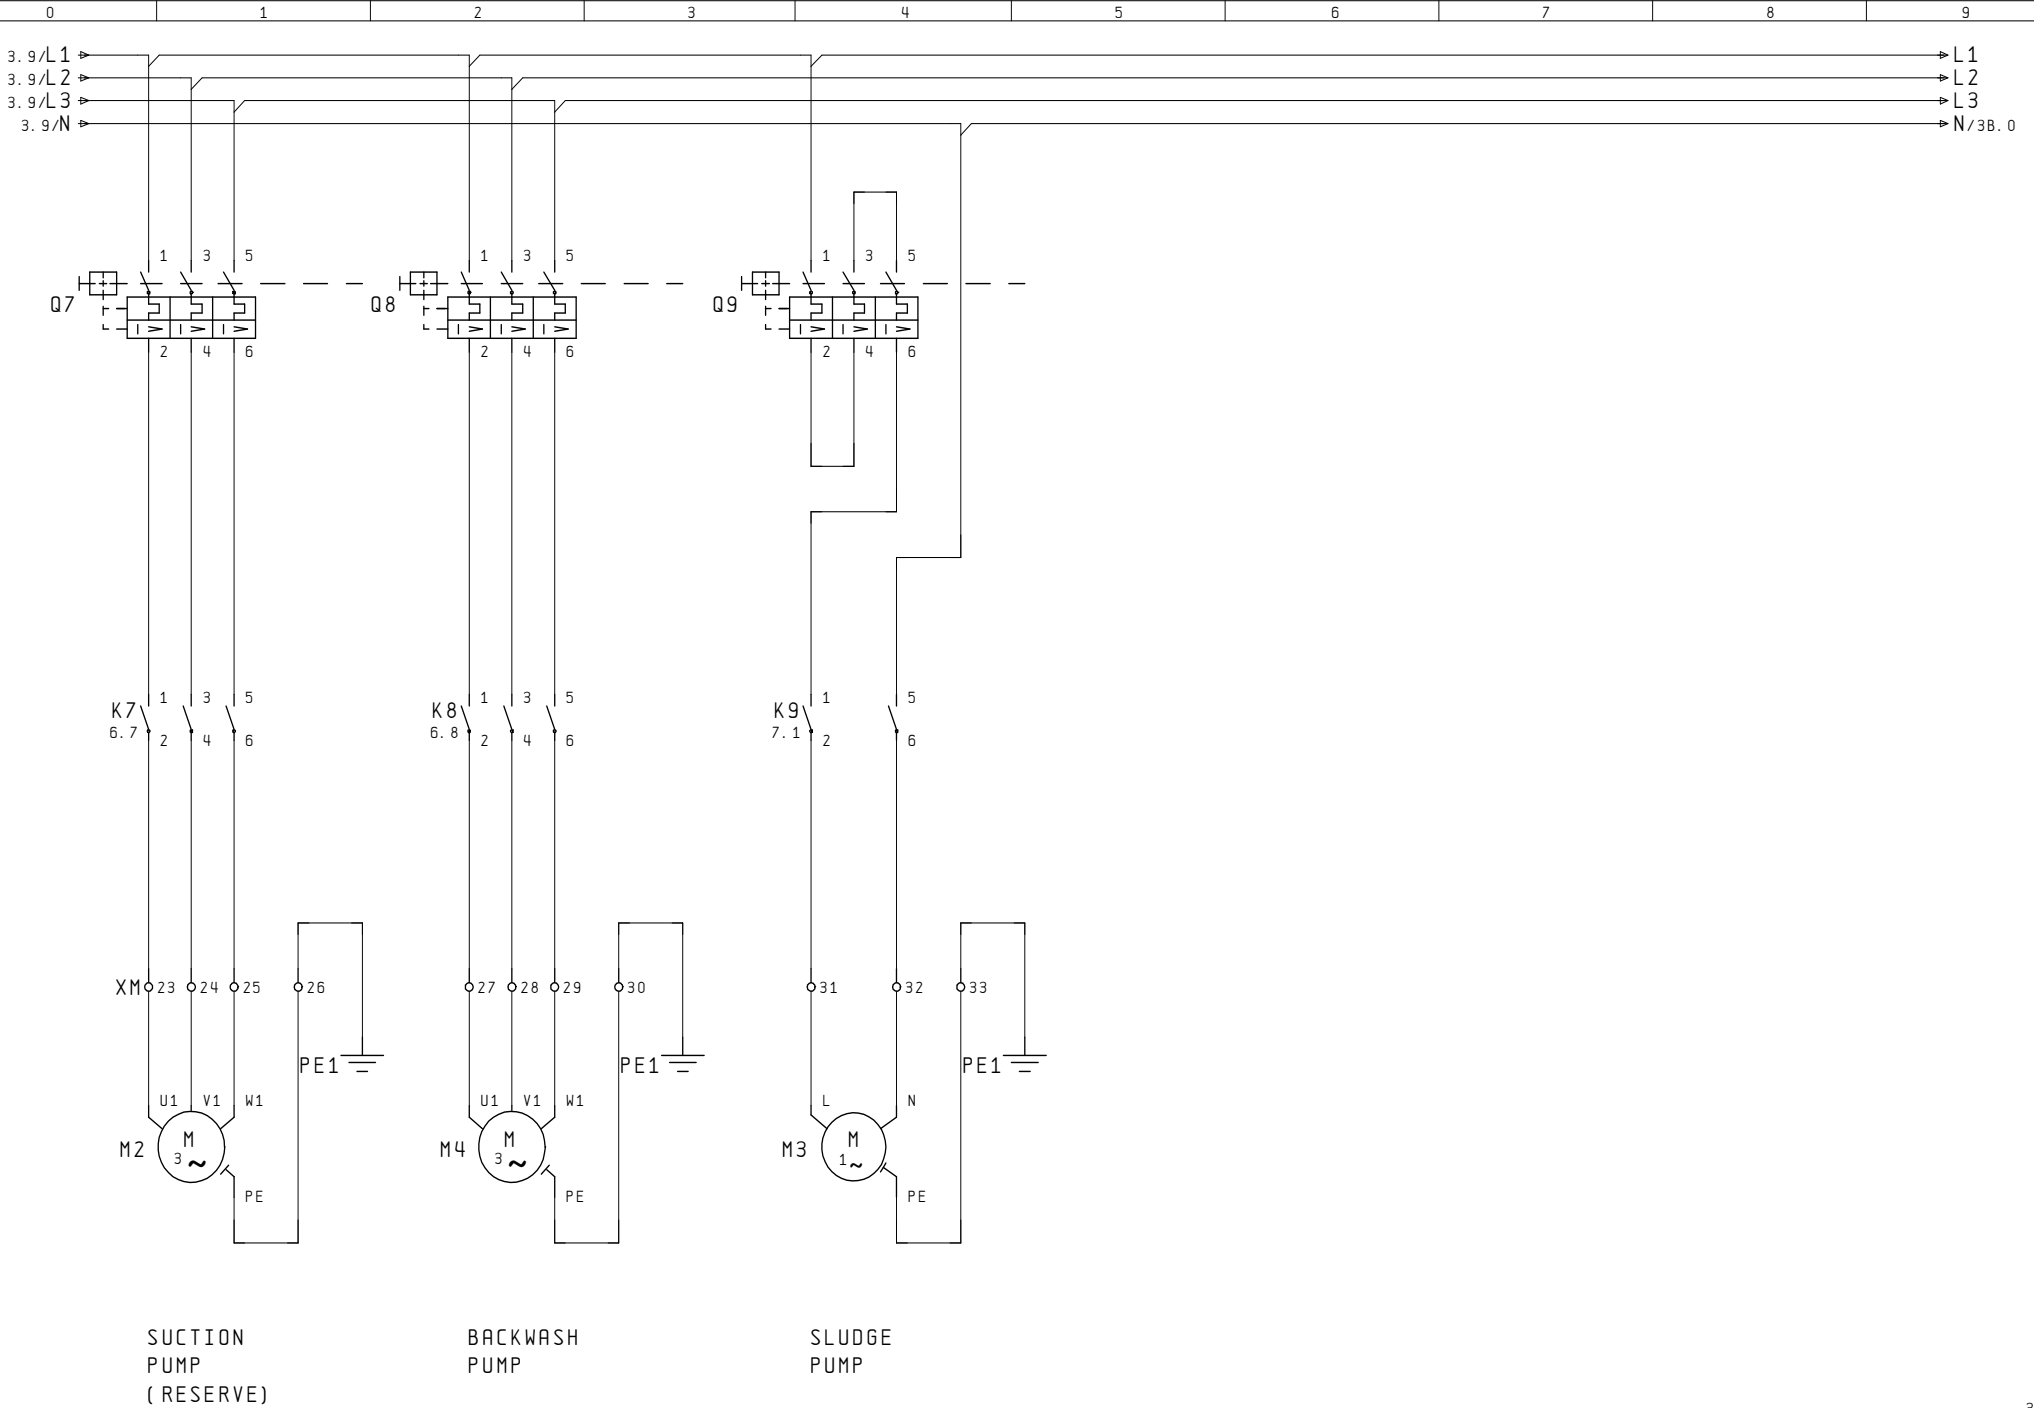 0 1 2 3 4 5 6 7 8 9
3.9/L1 L1
3.9/L2 L2
3.9/L3 L3
3.9/N N/3B.0
1 3 5 1 3 5 1 3 5
Q7 Q8 Q9
I> I> I> I> I> I> I> I> I>
2 4 6 2 4 6 2 4 6
1 3 5 1 3 5 1 5
K7 K8 K9
6.7 6.8 7.1
2 4 6 2 4 6 2 6
XM 23 24 25 26 27 28 29 30 31 32 33
PE1 PE1 PE1
U1 V1 W1 U1 V1 W1 L N
M2 M M4 M M3 M
3~ 3~ 1~
PE PE PE
SUCTION BACKWASH SLUDGE
PUMP PUMP PUMP
(RESERVE)